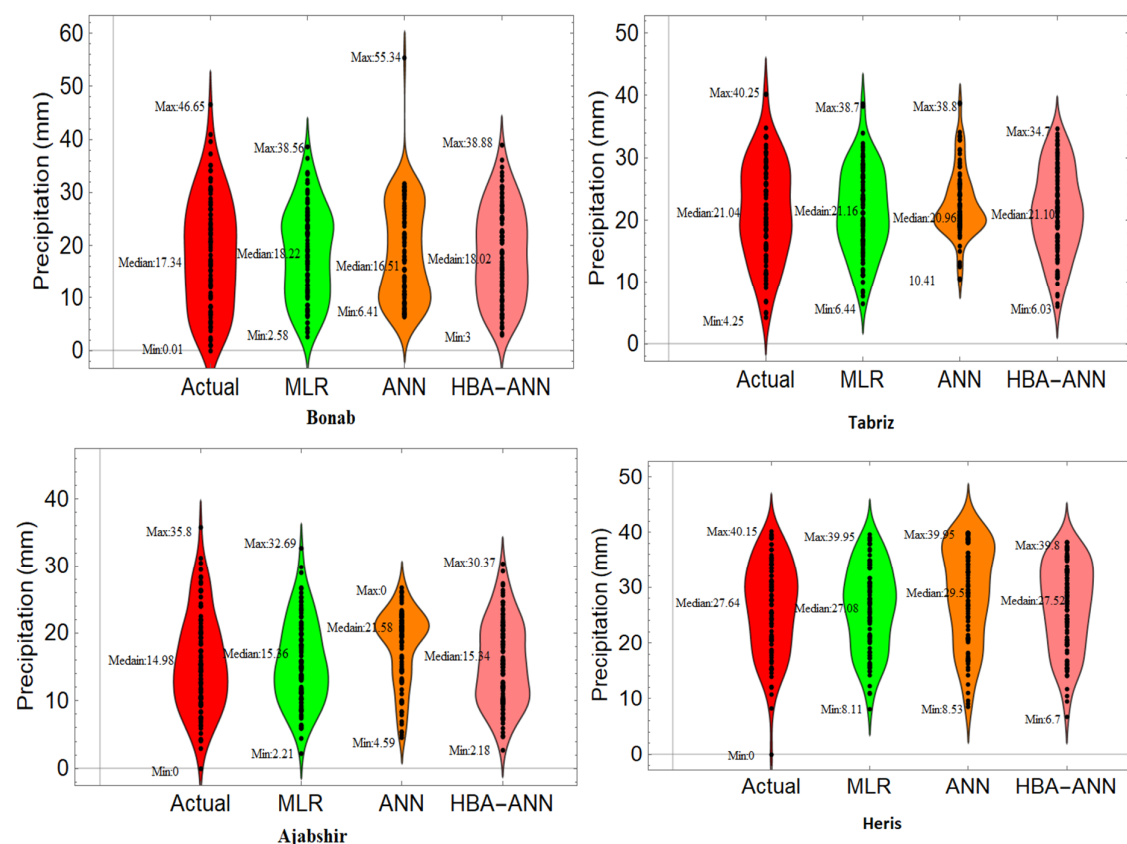 Precipitation (mm)
60
50
40
30
20
10
0
Max:46.65
Median:17.34
Min:0.01
Max:38.56
Median:18.22
Min:2.58
Max:55.34
Median:16.51
Min:6.41
Max:38.88
Medain:18.02
Min:3
Actual MLR ANN HBA-ANN
Bonab
Precipitation (mm)
50
40
30
20
10
0
Max:40.25
Median:21.04
Min:4.25
Max:38.7
Medain:21.16
Min:6.44
Max:38.8
Median:20.96
10.41
Max:34.7
Medain:21.10
Min:6.03
Actual MLR ANN HBA-ANN
Tabriz
Precipitation (mm)
40
30
20
10
0
Max:35.8
Medain:14.98
Min:0
Max:32.69
Median:15.36
Min:2.21
Max:0
Medain:21.58
Min:4.59
Max:30.37
Median:15.34
Min:2.18
Actual MLR ANN HBA-ANN
Ajabshir
Precipitation (mm)
50
40
30
20
10
0
Max:40.15
Median:27.64
Min:0
Max:39.95
Median:27.08
Min:8.11
Max:39.95
Median:29.50
Min:8.53
Max:39.8
Medain:27.52
Min:6.7
Actual MLR ANN HBA-ANN
Heris